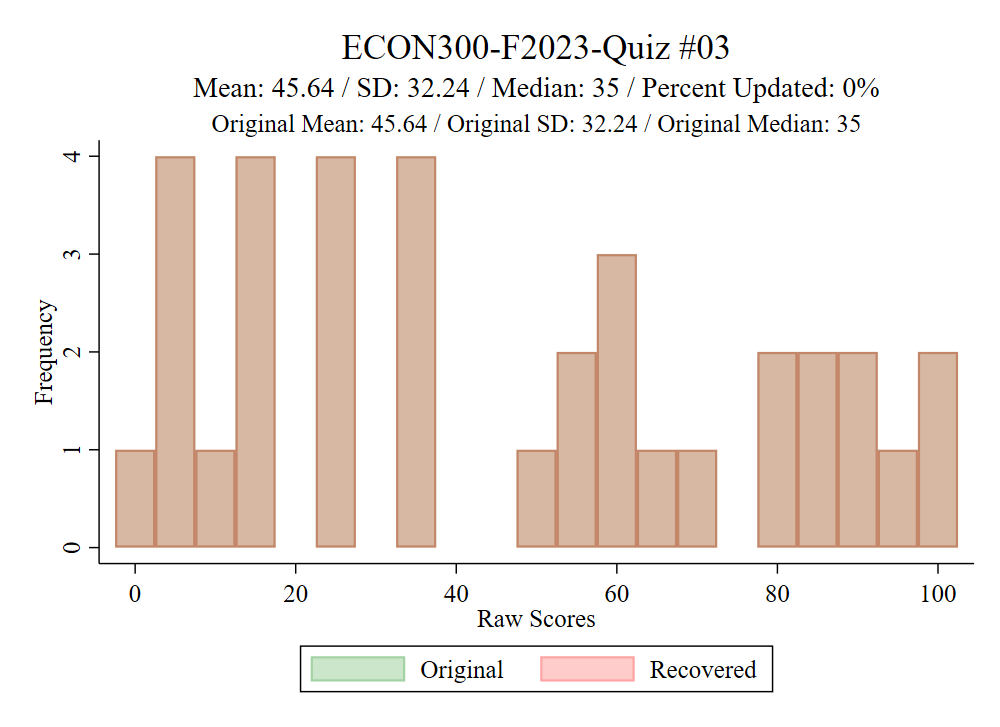 ECON300-F2023-Quiz #03
Mean: 45.64 / SD: 32.24 / Median: 35 / Percent Updated: 0%
Original Mean: 45.64 / Original SD: 32.24 / Original Median: 35
4
3
2
1
0
Frequency
0 20 40 60 80 100
Raw Scores
Original Recovered